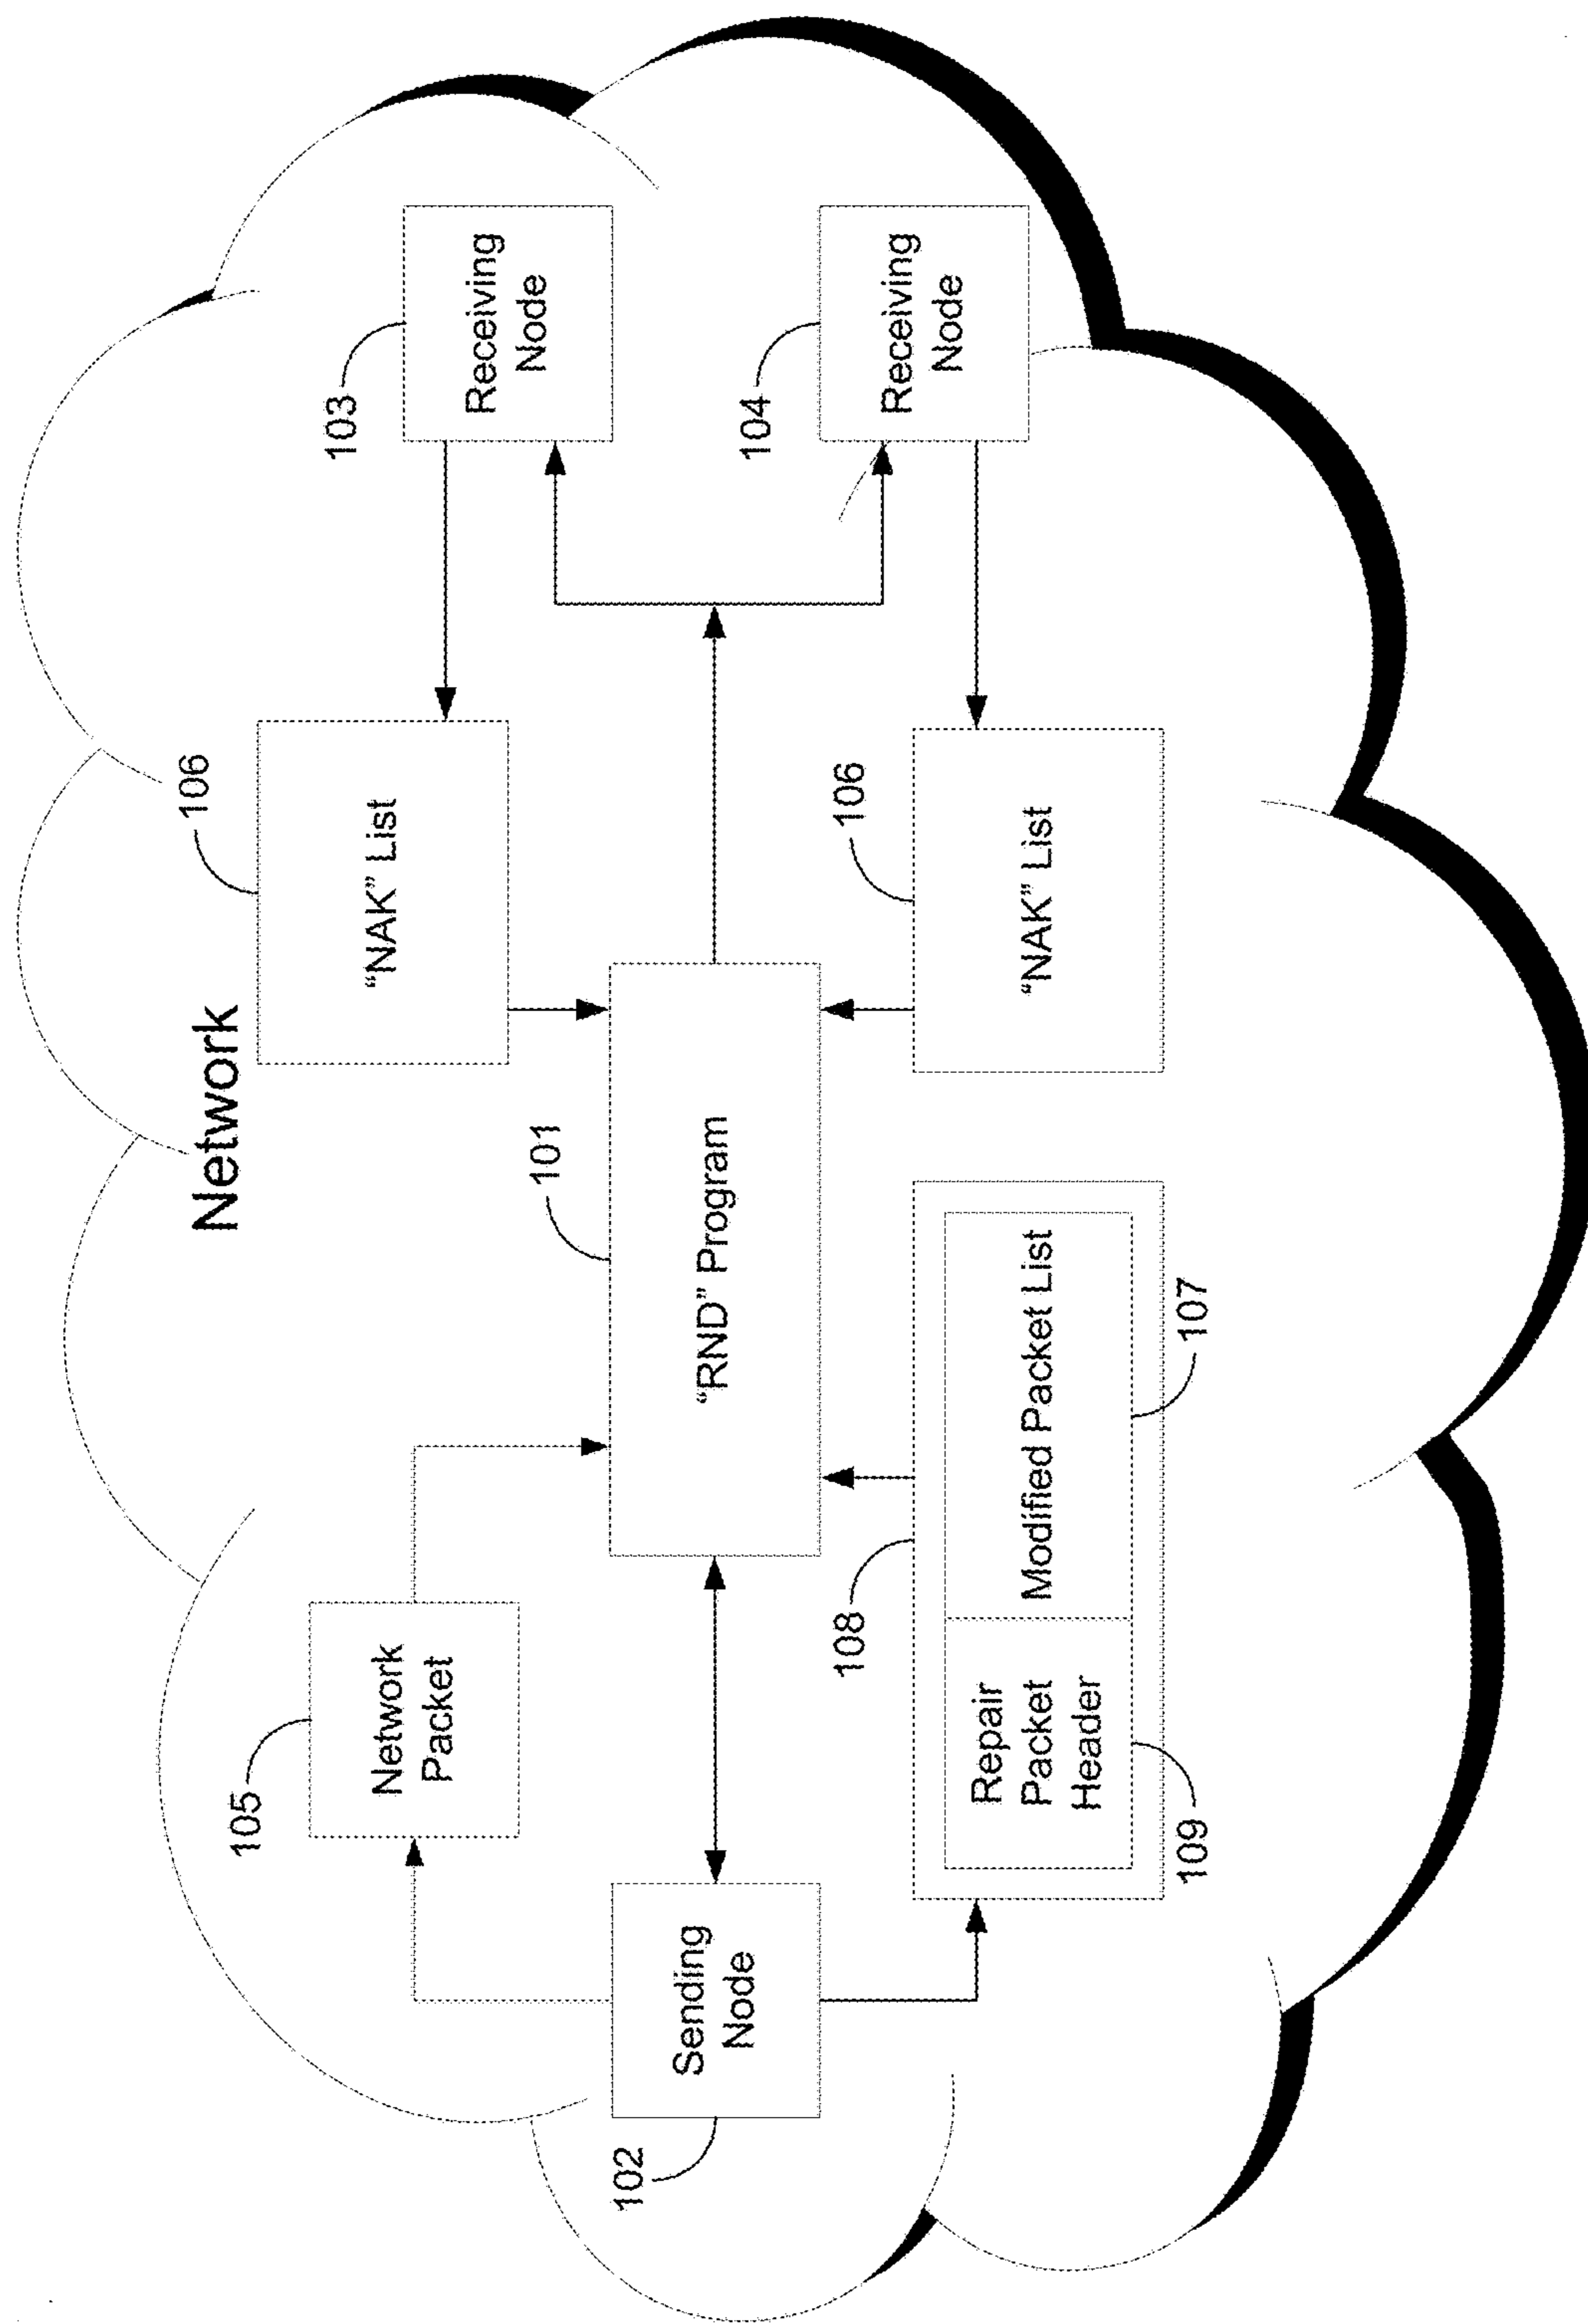 Network
105
Network
Packet
106
"NAK" List
103
Receiving
Node
102
Sending
Node
101
"RND" Program
108
Repair
Packet
Header
Modified Packet List
109
107
106
"NAK" List
104
Receiving
Node